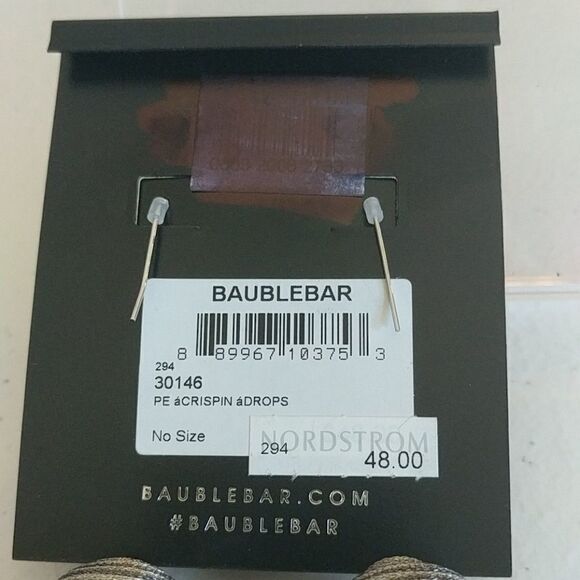 BAUBLEBAR
8 89967 10375 3
294
30146
PE áCRISPIN áDROPS
No Size
NORDSTROM
294
48.00
BAUBLEBAR.COM
#BAUBLEBAR